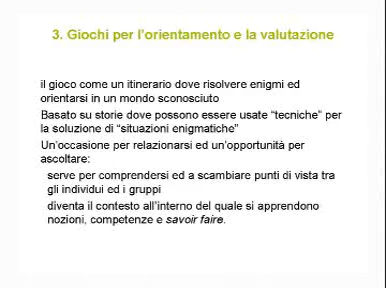 3. Giochi per l'orientamento e la valutazione
il gioco come un itinerario dove risolvere enigmi ed
orientarsi in un mondo sconosciuto
Basato su storie dove possono essere usate “tecniche” per
la soluzione di “situazioni enigmatiche”
Un'occasione per relazionarsi ed un'opportunità per
ascoltare:
serve per comprendersi ed a scambiare punti di vista tra
gli individui ed i gruppi
diventa il contesto all'interno del quale si apprendono
nozioni, competenze e savoir faire.